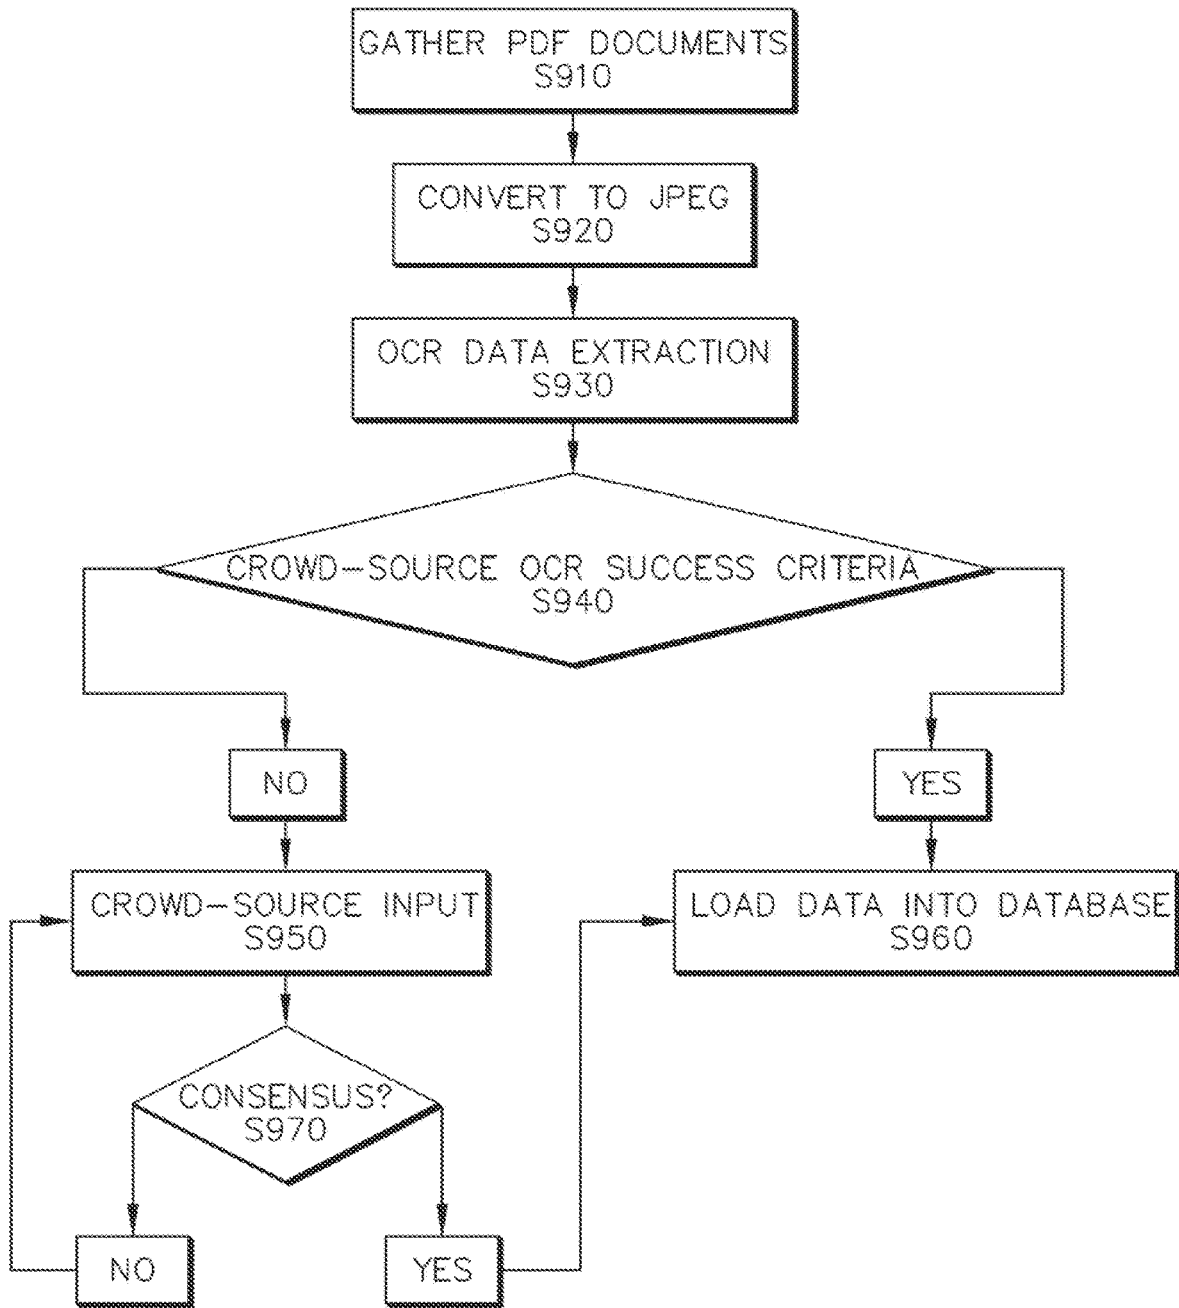 GATHER PDF DOCUMENTS
S910
CONVERT TO JPEG
S920
OCR DATA EXTRACTION
S930
CROWD-SOURCE OCR SUCCESS CRITERIA
S940
NO
YES
CROWD-SOURCE INPUT
S950
LOAD DATA INTO DATABASE
S960
CONSENSUS?
S970
NO
YES